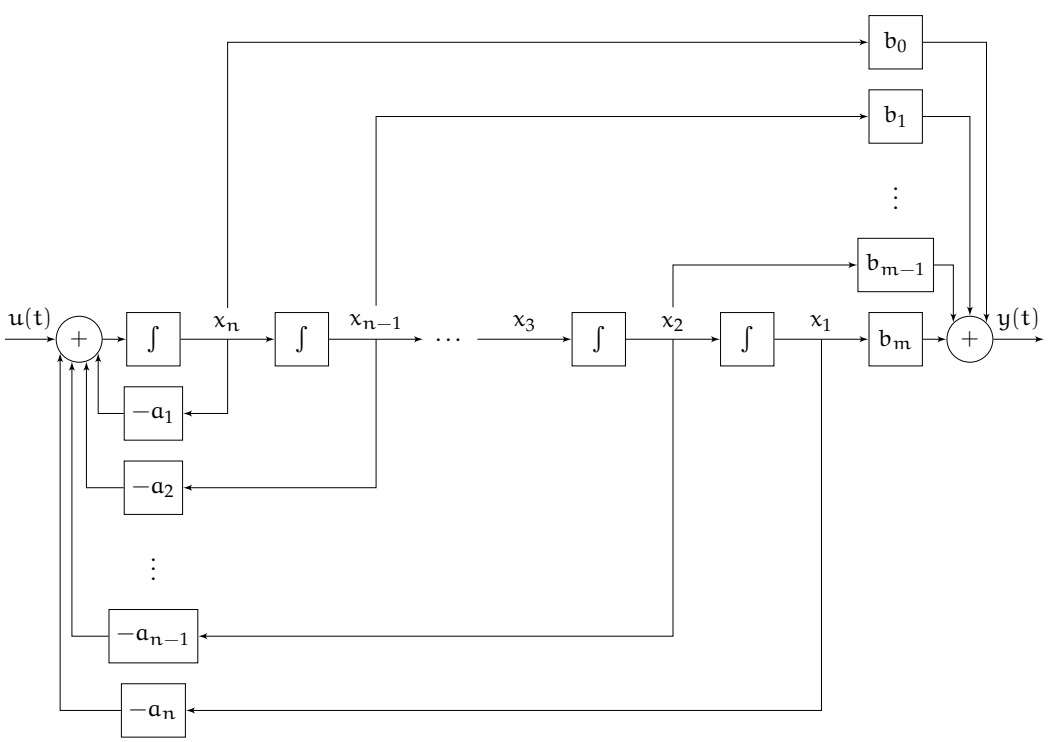 b₀
b₁
⋮
bₘ₋₁
u(t) + ∫ xₙ ∫ xₙ₋₁ ⋯ x₃ ∫ x₂ ∫ x₁ bₘ + y(t)
−a₁
−a₂
⋮
−aₙ₋₁
−aₙ